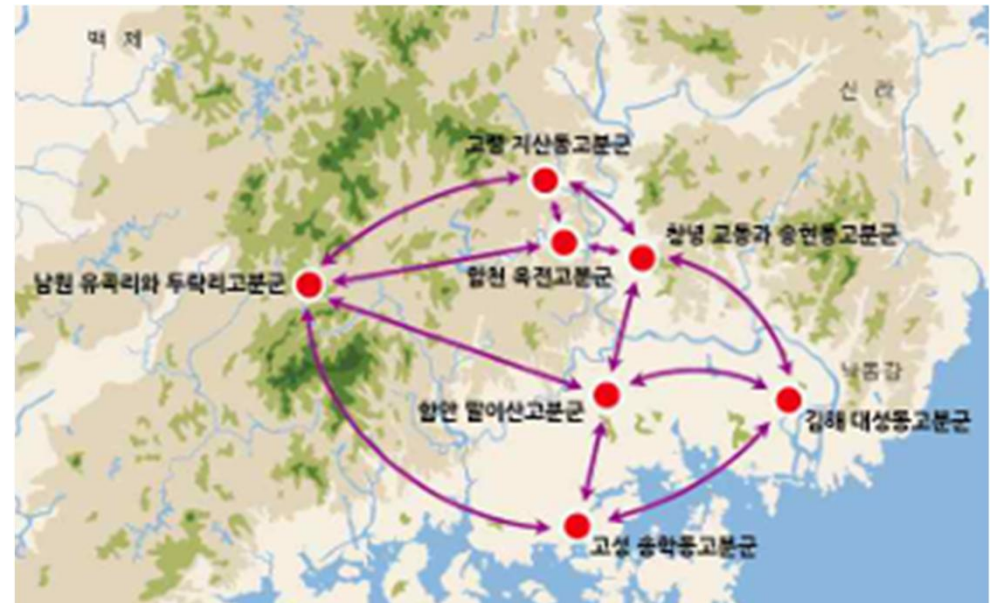 백 제
신 라
고령 지산동고분군
창녕 교동과 송현동고분군
합천 옥전고분군
남원 유곡리와 두락리고분군
낙동강
함안 말이산고분군
김해 대성동고분군
고성 송학동고분군